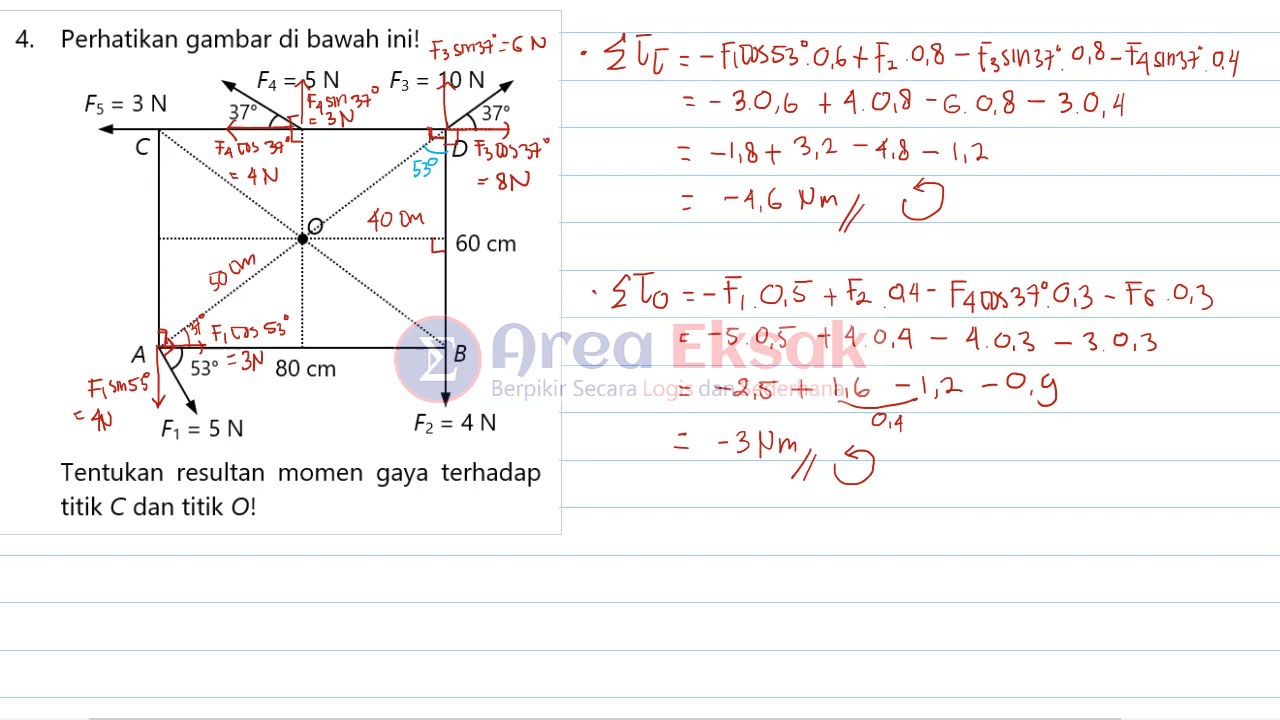 4. Perhatikan gambar di bawah ini!
F₃ sin 37° = 6 N
F₄ = 5 N
F₃ = 10 N
F₅ = 3 N
37°
F₄ sin 37°
= 3N
37°
C
F₄ cos 37°
= 4N
D
53°
F₃ cos 37°
= 8N
O
40 cm
60 cm
50 cm
37°
F₁ cos 53°
= 3N
A
53°
80 cm
B
F₁ sin 53°
= 4N
F₁ = 5 N
F₂ = 4 N
Tentukan resultan momen gaya terhadap
titik C dan titik O!
· Στc = -F₁ cos 53° . 0,6 + F₂ . 0,8 - F₃ sin 37° . 0,8 - F₄ sin 37° . 0,4
= -3 . 0,6 + 4 . 0,8 - 6 . 0,8 - 3 . 0,4
= -1,8 + 3,2 - 4,8 - 1,2
= -4,6 Nm //
· Στo = -F₁ . 0,5 + F₂ . 0,4 - F₄ cos 37° . 0,3 - F₅ . 0,3
= -5 . 0,5 + 4 . 0,4 - 4 . 0,3 - 3 . 0,3
= -2,5 + 1,6 - 1,2 - 0,9
0,4
= -3 Nm //
Σ Area Eksak
Berpikir Secara Logis dan Sederhana